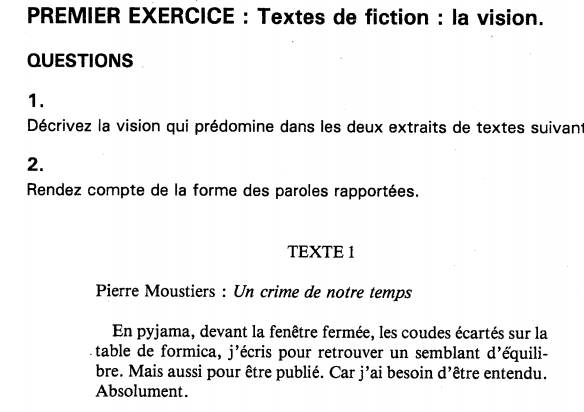 PREMIER EXERCICE : Textes de fiction : la vision.
QUESTIONS
1.
Décrivez la vision qui prédomine dans les deux extraits de textes suivant
2.
Rendez compte de la forme des paroles rapportées.
TEXTE 1
Pierre Moustiers : Un crime de notre temps
En pyjama, devant la fenêtre fermée, les coudes écartés sur la
table de formica, j'écris pour retrouver un semblant d'équili-
bre. Mais aussi pour être publié. Car j'ai besoin d'être entendu.
Absolument.